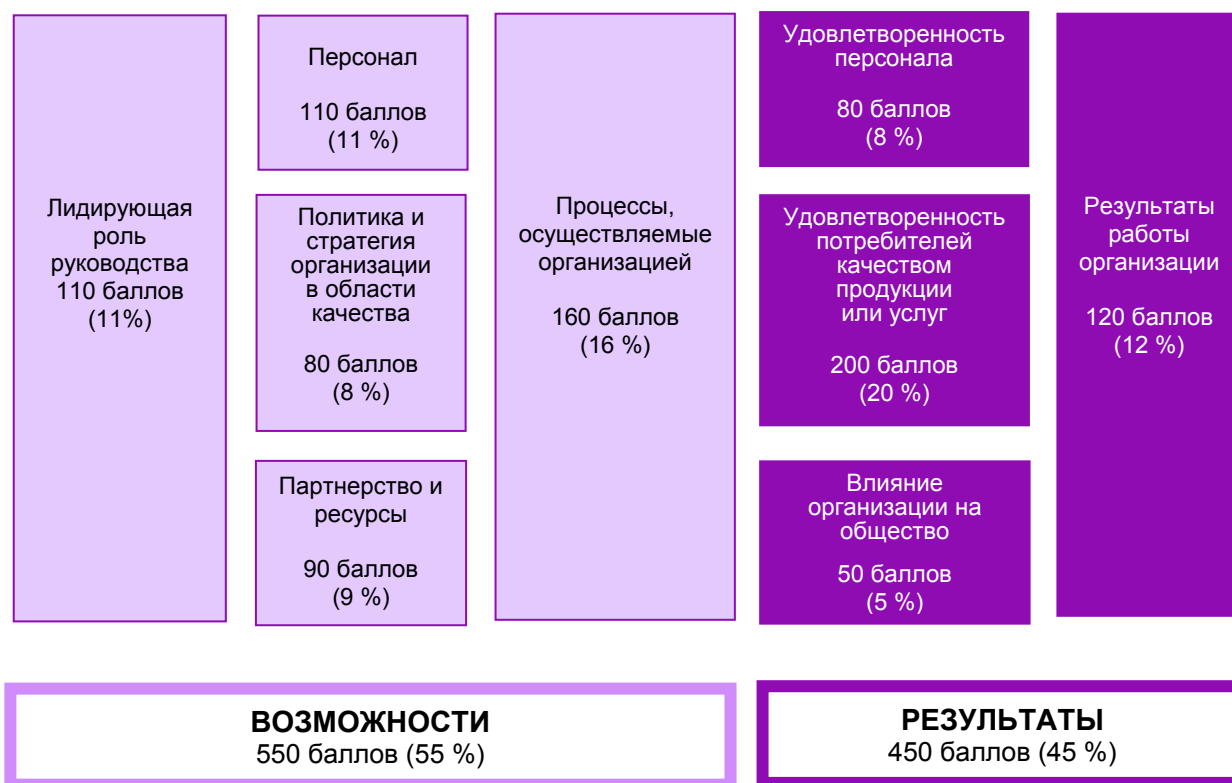 Лидирующая
роль
руководства
110 баллов
(11%)
Персонал
110 баллов
(11 %)
Политика и
стратегия
организации
в области
качества
80 баллов
(8 %)
Партнерство и
ресурсы
90 баллов
(9 %)
Процессы,
осуществляемые
организацией
160 баллов
(16 %)
Удовлетворенность
персонала
80 баллов
(8 %)
Удовлетворенность
потребителей
качеством
продукции
или услуг
200 баллов
(20 %)
Влияние
организации на
общество
50 баллов
(5 %)
Результаты
работы
организации
120 баллов
(12 %)
ВОЗМОЖНОСТИ
550 баллов (55 %)
РЕЗУЛЬТАТЫ
450 баллов (45 %)